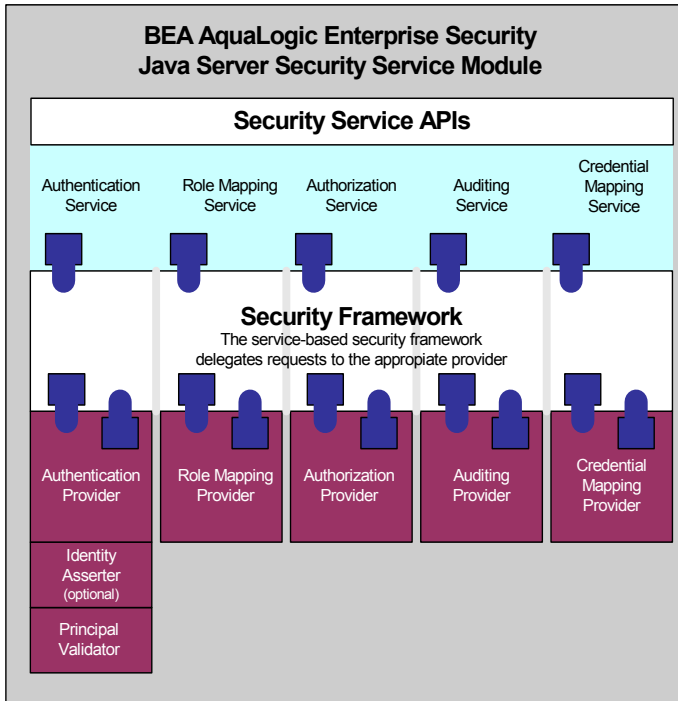 BEA AquaLogic Enterprise Security
Java Server Security Service Module
Security Service APIs
Authentication
Service
Role Mapping
Service
Authorization
Service
Auditing
Service
Credential
Mapping
Service
Security Framework
The service-based security framework
delegates requests to the appropiate provider
Authentication
Provider
Role Mapping
Provider
Authorization
Provider
Auditing
Provider
Credential
Mapping
Provider
Identity
Asserter
(optional)
Principal
Validator